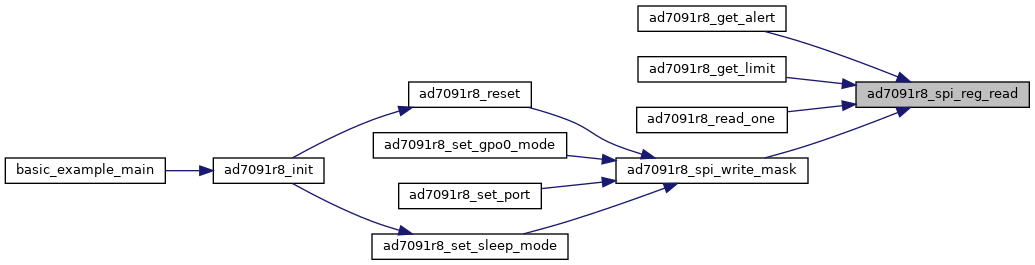 ad7091r8_get_alert
ad7091r8_get_limit
ad7091r8_spi_reg_read
ad7091r8_reset
ad7091r8_read_one
ad7091r8_set_gpo0_mode
basic_example_main
ad7091r8_init
ad7091r8_spi_write_mask
ad7091r8_set_port
ad7091r8_set_sleep_mode